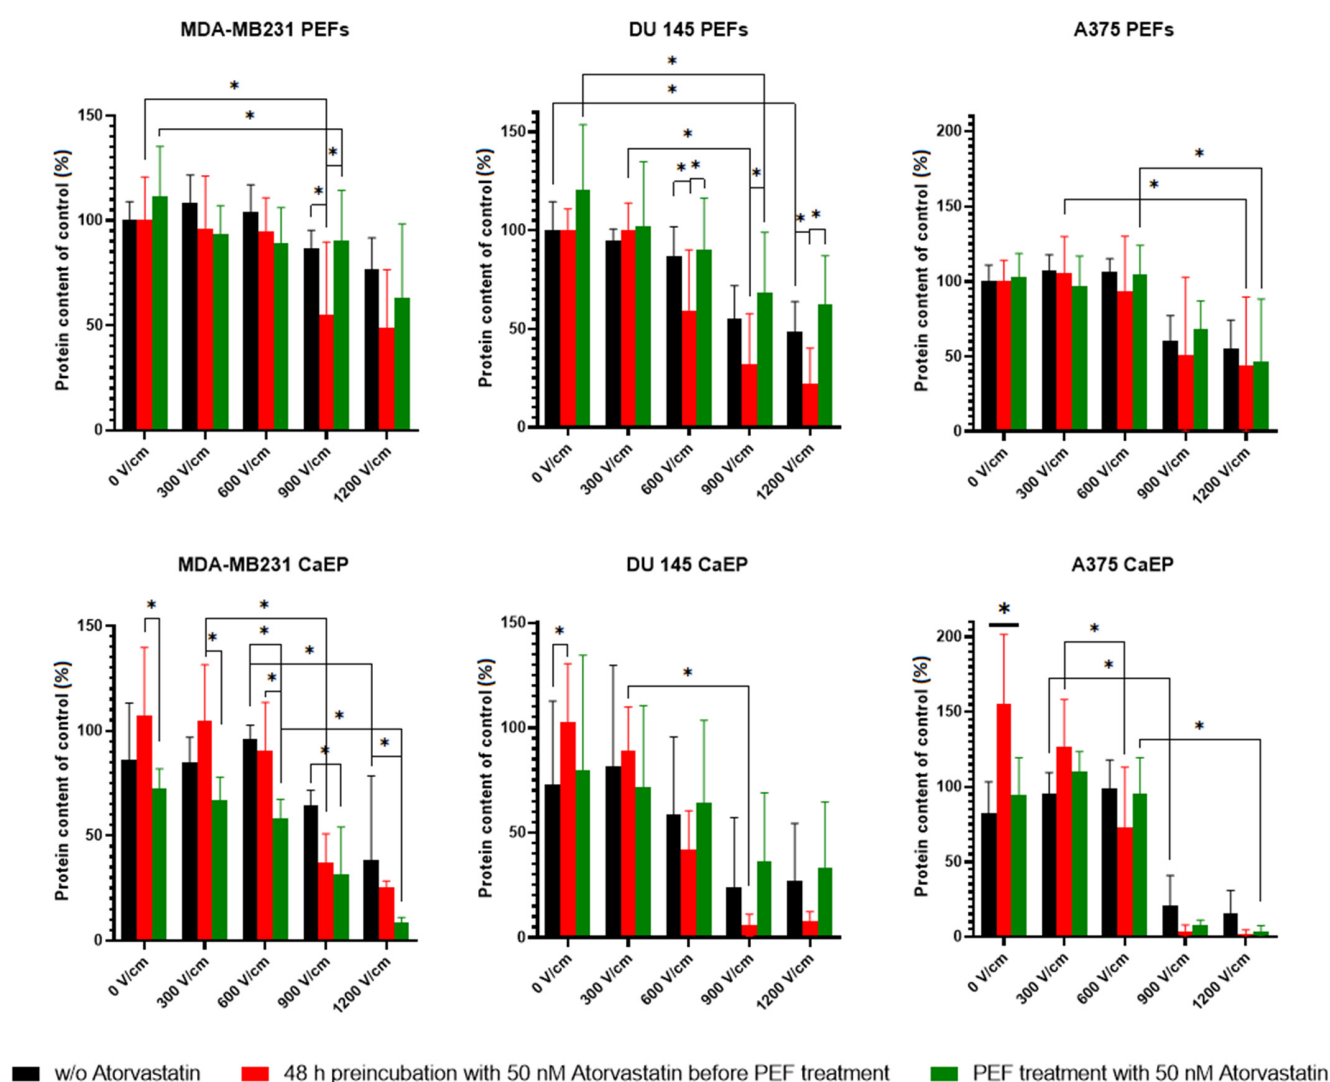 MDA-MB231 PEFs
DU 145 PEFs
A375 PEFs
Protein content of control (%)
150
100
50
0
* * * *
0 V/cm 300 V/cm 600 V/cm 900 V/cm 1200 V/cm
Protein content of control (%)
150
100
50
0
* * * * * * * *
0 V/cm 300 V/cm 600 V/cm 900 V/cm 1200 V/cm
Protein content of control (%)
200
150
100
50
0
* *
0 V/cm 300 V/cm 600 V/cm 900 V/cm 1200 V/cm
MDA-MB231 CaEP
DU 145 CaEP
A375 CaEP
Protein content of control (%)
150
100
50
0
* * * * * * * * *
0 V/cm 300 V/cm 600 V/cm 900 V/cm 1200 V/cm
Protein content of control (%)
150
100
50
0
* *
0 V/cm 300 V/cm 600 V/cm 900 V/cm 1200 V/cm
Protein content of control (%)
200
150
100
50
0
* * * *
0 V/cm 300 V/cm 600 V/cm 900 V/cm 1200 V/cm
w/o Atorvastatin
48 h preincubation with 50 nM Atorvastatin before PEF treatment
PEF treatment with 50 nM Atorvastatin